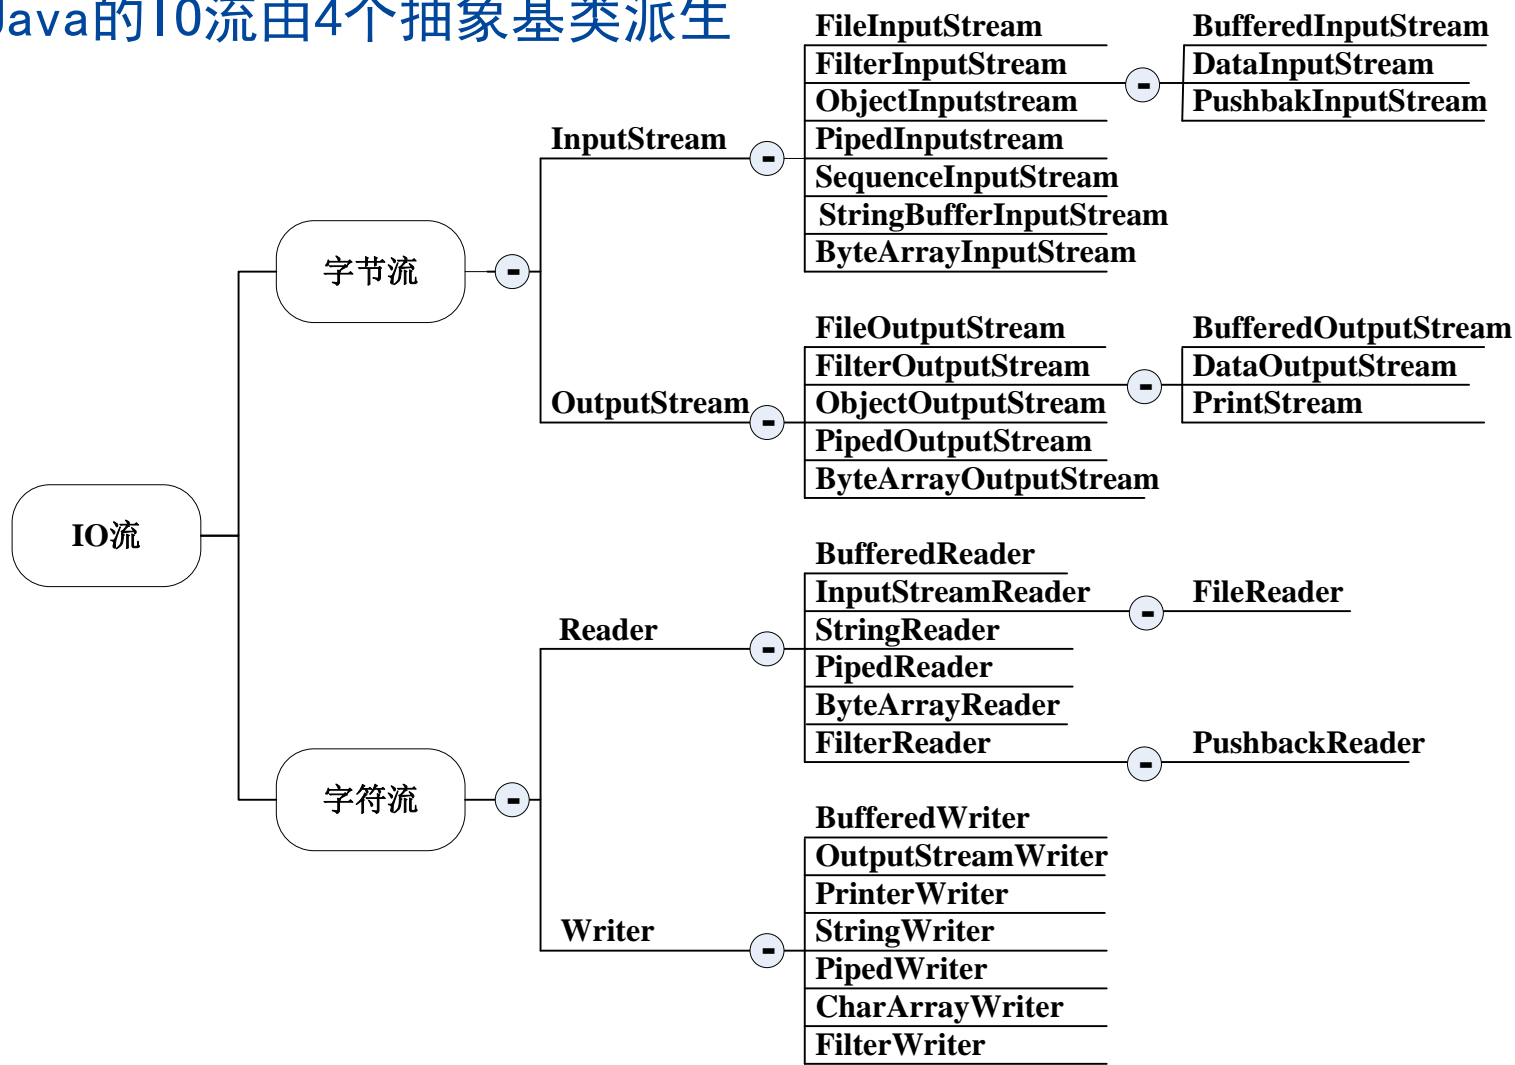 Java的IO流由4个抽象基类派生
FileInputStream
FilterInputStream
ObjectInputstream
PipedInputstream
SequenceInputStream
StringBufferInputStream
ByteArrayInputStream
BufferedInputStream
DataInputStream
PushbakInputStream
InputStream
字节流
FileOutputStream
FilterOutputStream
ObjectOutputStream
PipedOutputStream
ByteArrayOutputStream
BufferedOutputStream
DataOutputStream
PrintStream
OutputStream
IO流
BufferedReader
InputStreamReader
StringReader
PipedReader
ByteArrayReader
FilterReader
FileReader
PushbackReader
Reader
字符流
BufferedWriter
OutputStreamWriter
PrinterWriter
StringWriter
PipedWriter
CharArrayWriter
FilterWriter
Writer